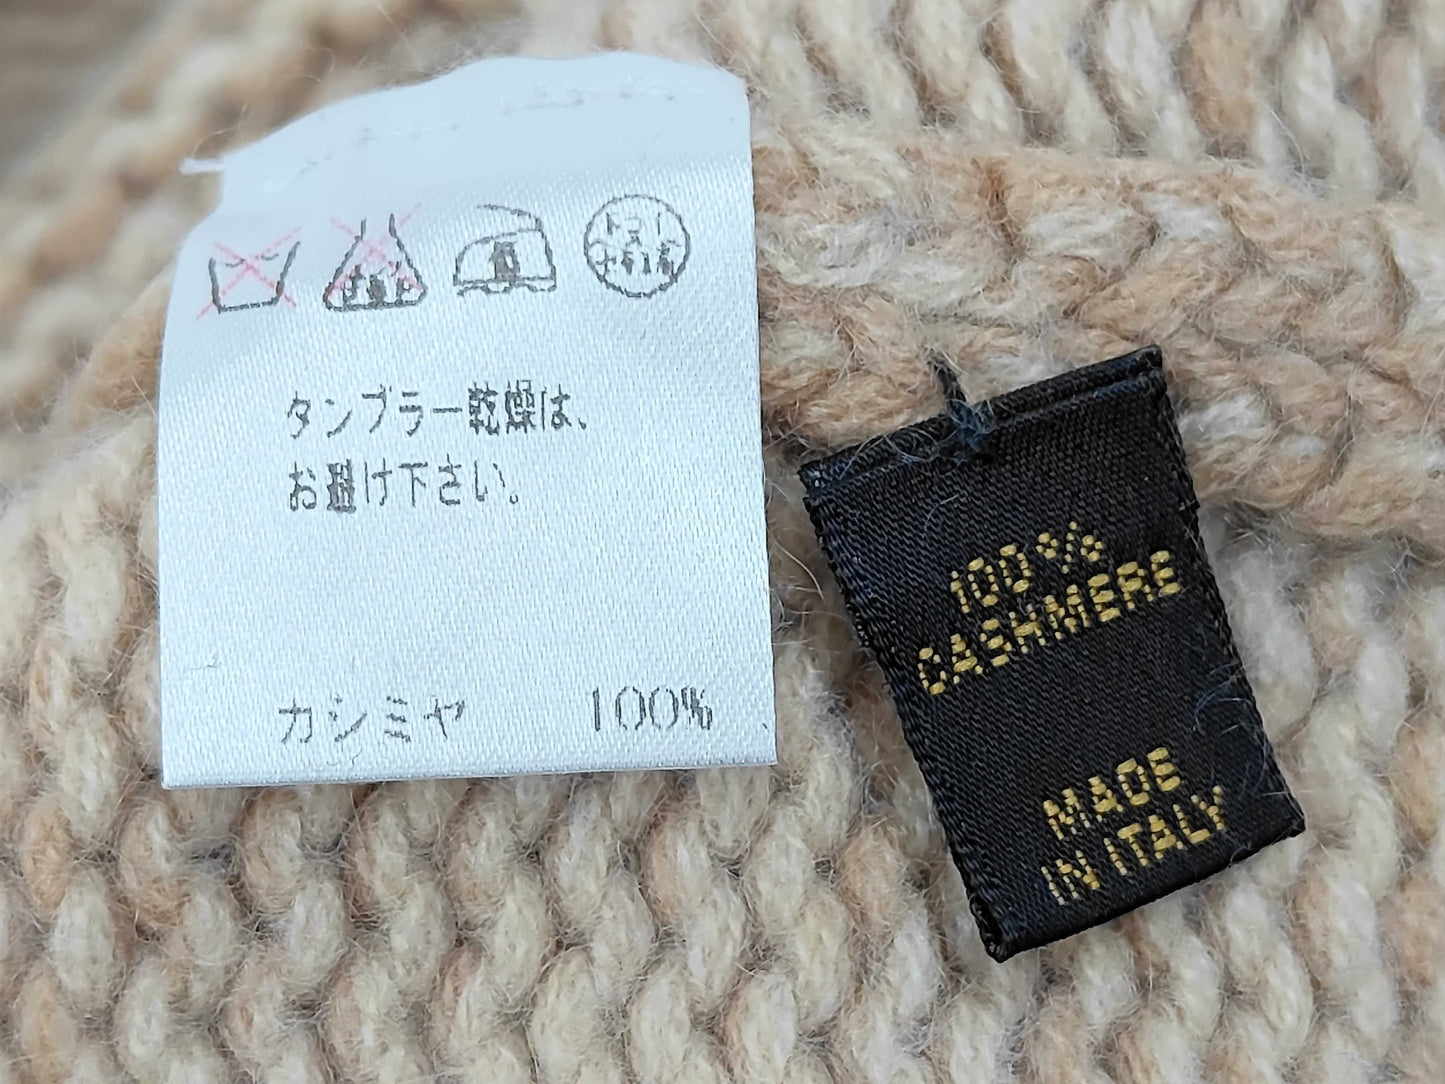 タンブラー乾燥は、
お避け下さい。
カシミヤ 100%
100%
CASHMERE
MADE
IN ITALY